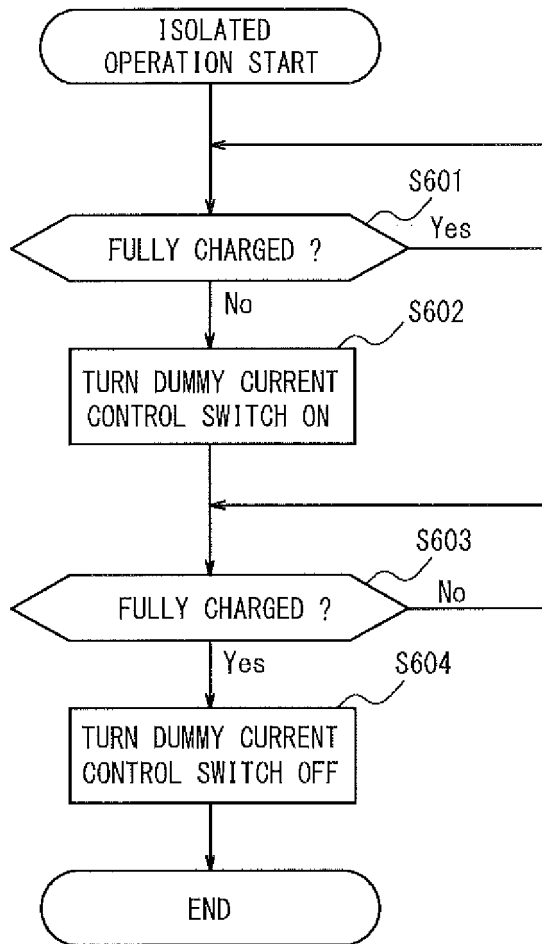 ISOLATED
OPERATION START
S601
FULLY CHARGED ?
Yes
No
S602
TURN DUMMY CURRENT
CONTROL SWITCH ON
S603
FULLY CHARGED ?
No
Yes
S604
TURN DUMMY CURRENT
CONTROL SWITCH OFF
END